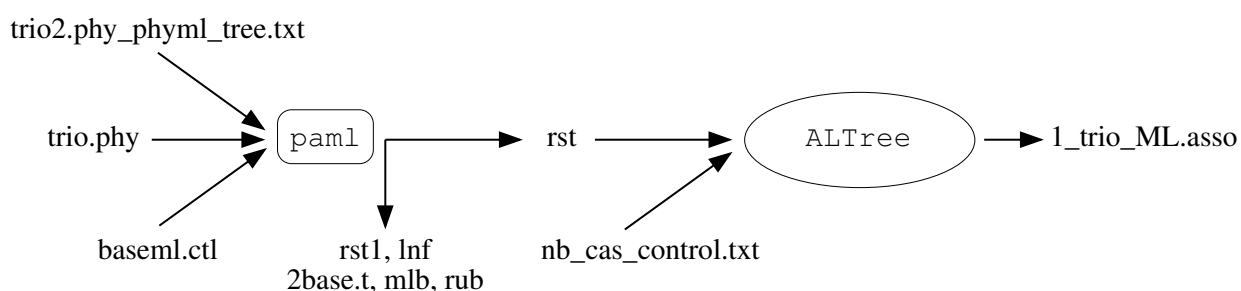 trio2.phy_phyml_tree.txt
trio.phy
paml
rst
ALTree
1_trio_ML.asso
baseml.ctl
rst1, lnf
2base.t, mlb, rub
nb_cas_control.txt